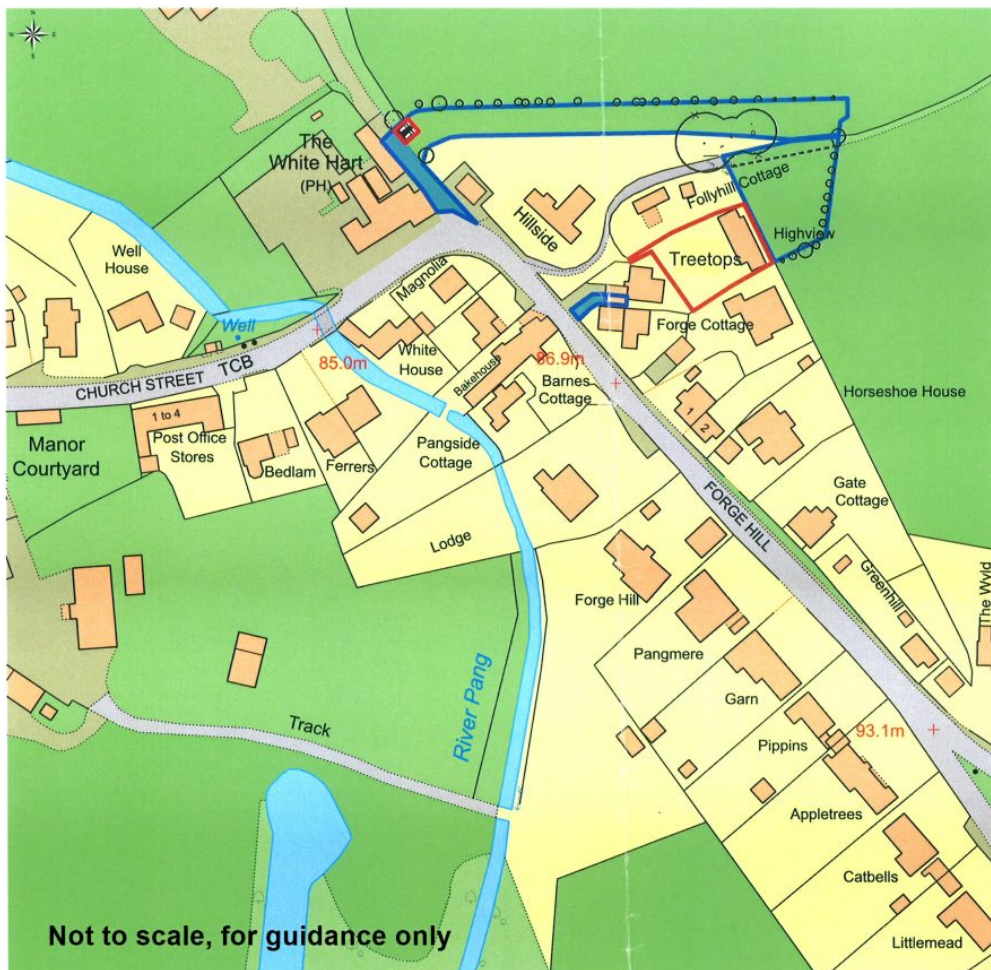 N
W
E
S
The
White Hart
(PH)
Hillside
Follyhill Cottage
Highview
Treetops
Well
House
Magnolia
Well
85.0m
White
House
Bakehouse
86.9m
Barnes
Cottage
Forge Cottage
CHURCH STREET
TCB
1 to 4
Post Office
Stores
Manor
Courtyard
Bedlam
Ferrers
Pangside
Cottage
1
2
Horseshoe House
Lodge
FORGE HILL
Gate
Cottage
Greenhill
The Wyld
Forge Hill
Pangmere
Garn
River Pang
Track
Pippins
93.1m
Appletrees
Catbells
Littlemead
Not to scale, for guidance only